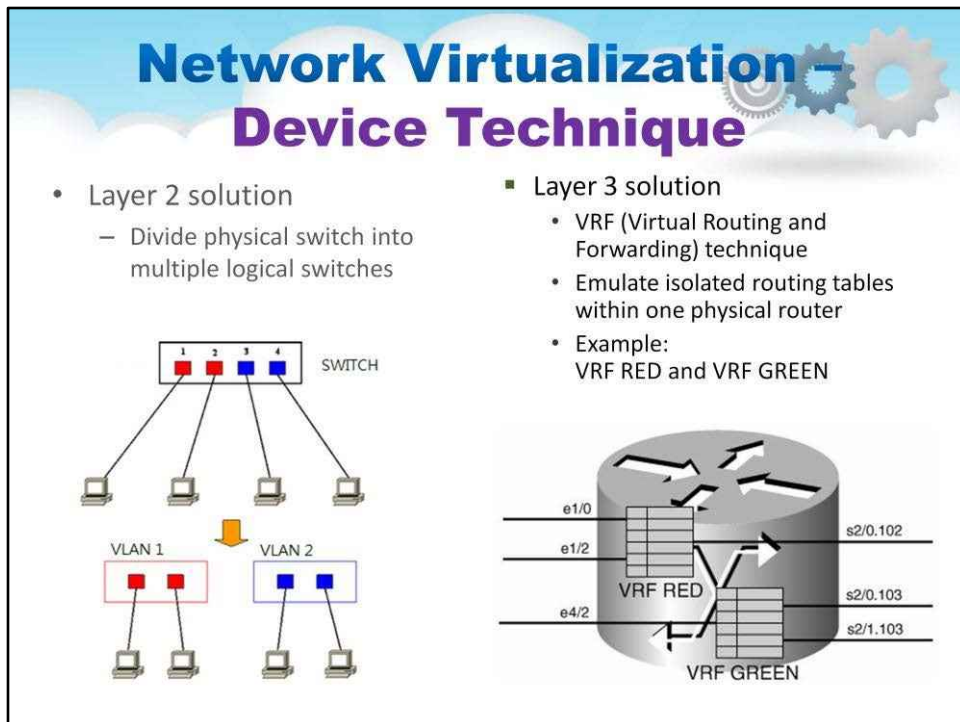 Network Virtualization –
Device Technique
• Layer 2 solution
– Divide physical switch into
multiple logical switches
1 2 3 4
SWITCH
VLAN 1
VLAN 2
▪ Layer 3 solution
• VRF (Virtual Routing and
Forwarding) technique
• Emulate isolated routing tables
within one physical router
• Example:
VRF RED and VRF GREEN
e1/0
e1/2
e4/2
VRF RED
s2/0.102
s2/0.103
s2/1.103
VRF GREEN